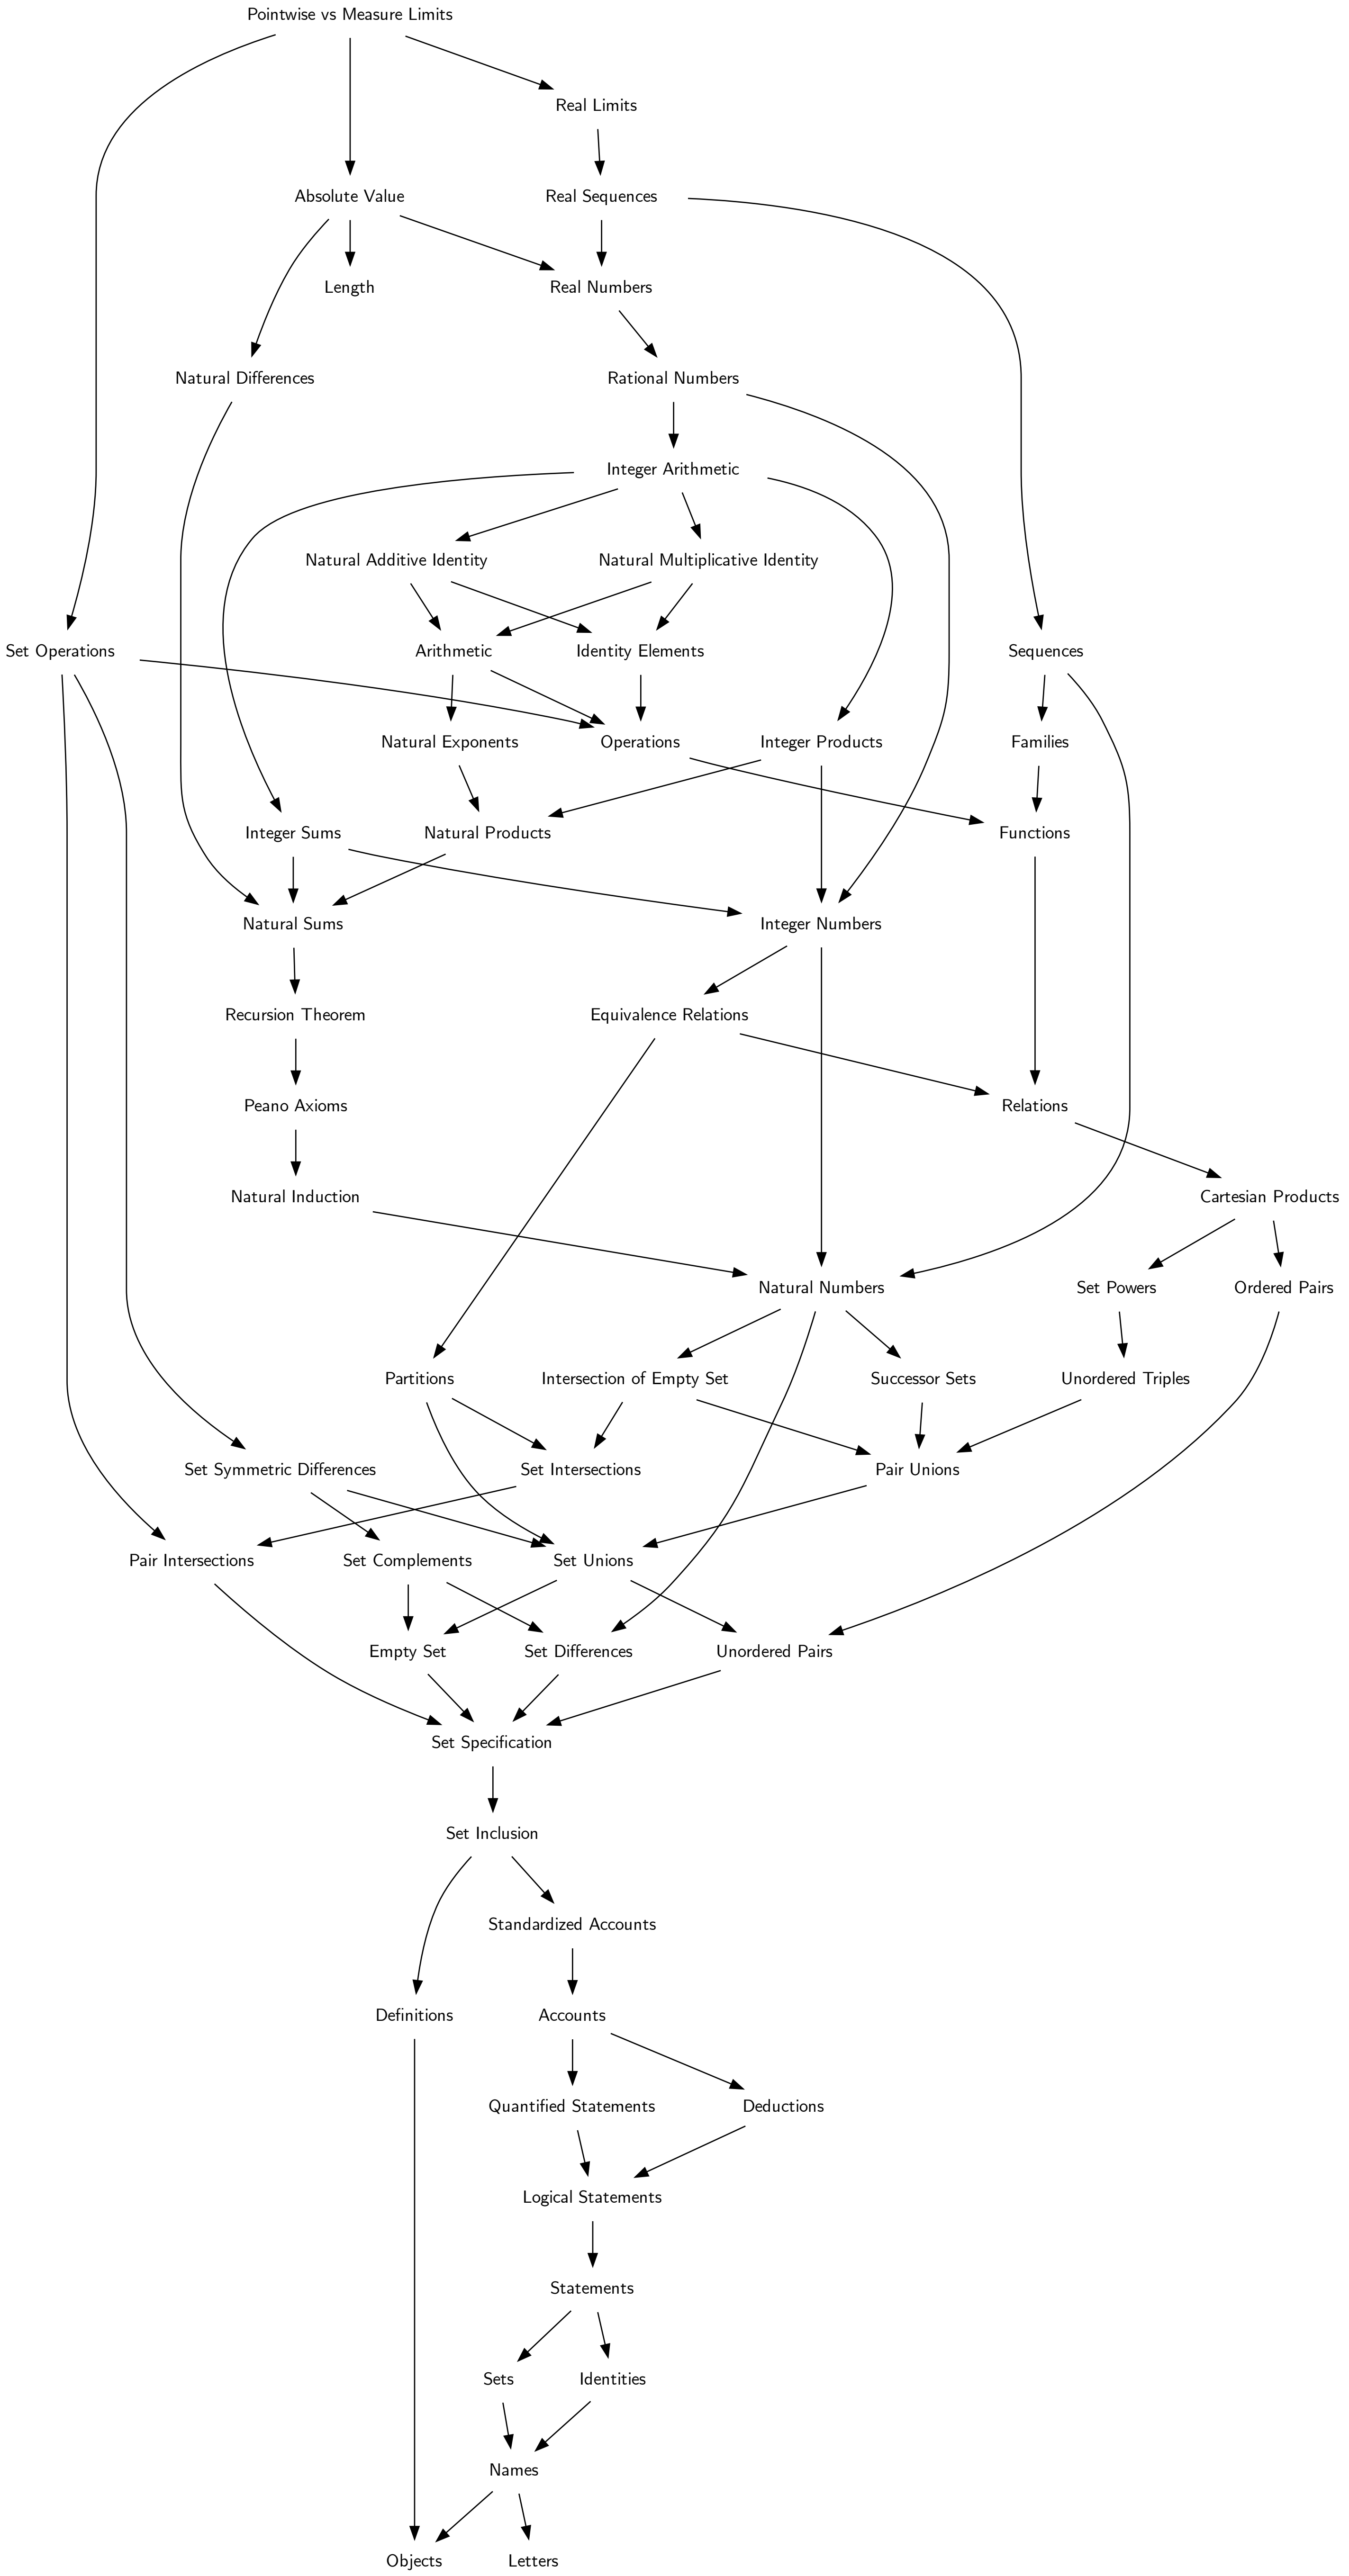 Pointwise vs Measure Limits
Real Limits
Absolute Value
Real Sequences
Length
Real Numbers
Natural Differences
Rational Numbers
Integer Arithmetic
Natural Additive Identity
Natural Multiplicative Identity
Set Operations
Arithmetic
Identity Elements
Sequences
Natural Exponents
Operations
Integer Products
Families
Integer Sums
Natural Products
Functions
Natural Sums
Integer Numbers
Recursion Theorem
Equivalence Relations
Peano Axioms
Relations
Natural Induction
Cartesian Products
Natural Numbers
Set Powers
Ordered Pairs
Partitions
Intersection of Empty Set
Successor Sets
Unordered Triples
Set Symmetric Differences
Set Intersections
Pair Unions
Pair Intersections
Set Complements
Set Unions
Empty Set
Set Differences
Unordered Pairs
Set Specification
Set Inclusion
Standardized Accounts
Definitions
Accounts
Quantified Statements
Deductions
Logical Statements
Statements
Sets
Identities
Names
Objects
Letters